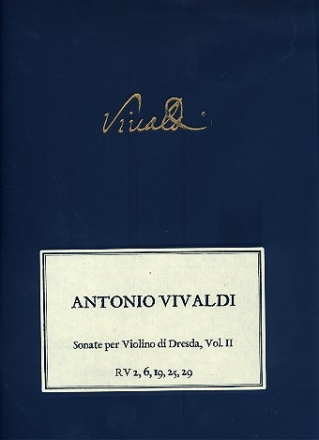 Vivaldi
ANTONIO VIVALDI
Sonate per Violino di Dresda, Vol. II
RV 2, 6, 19, 25, 29